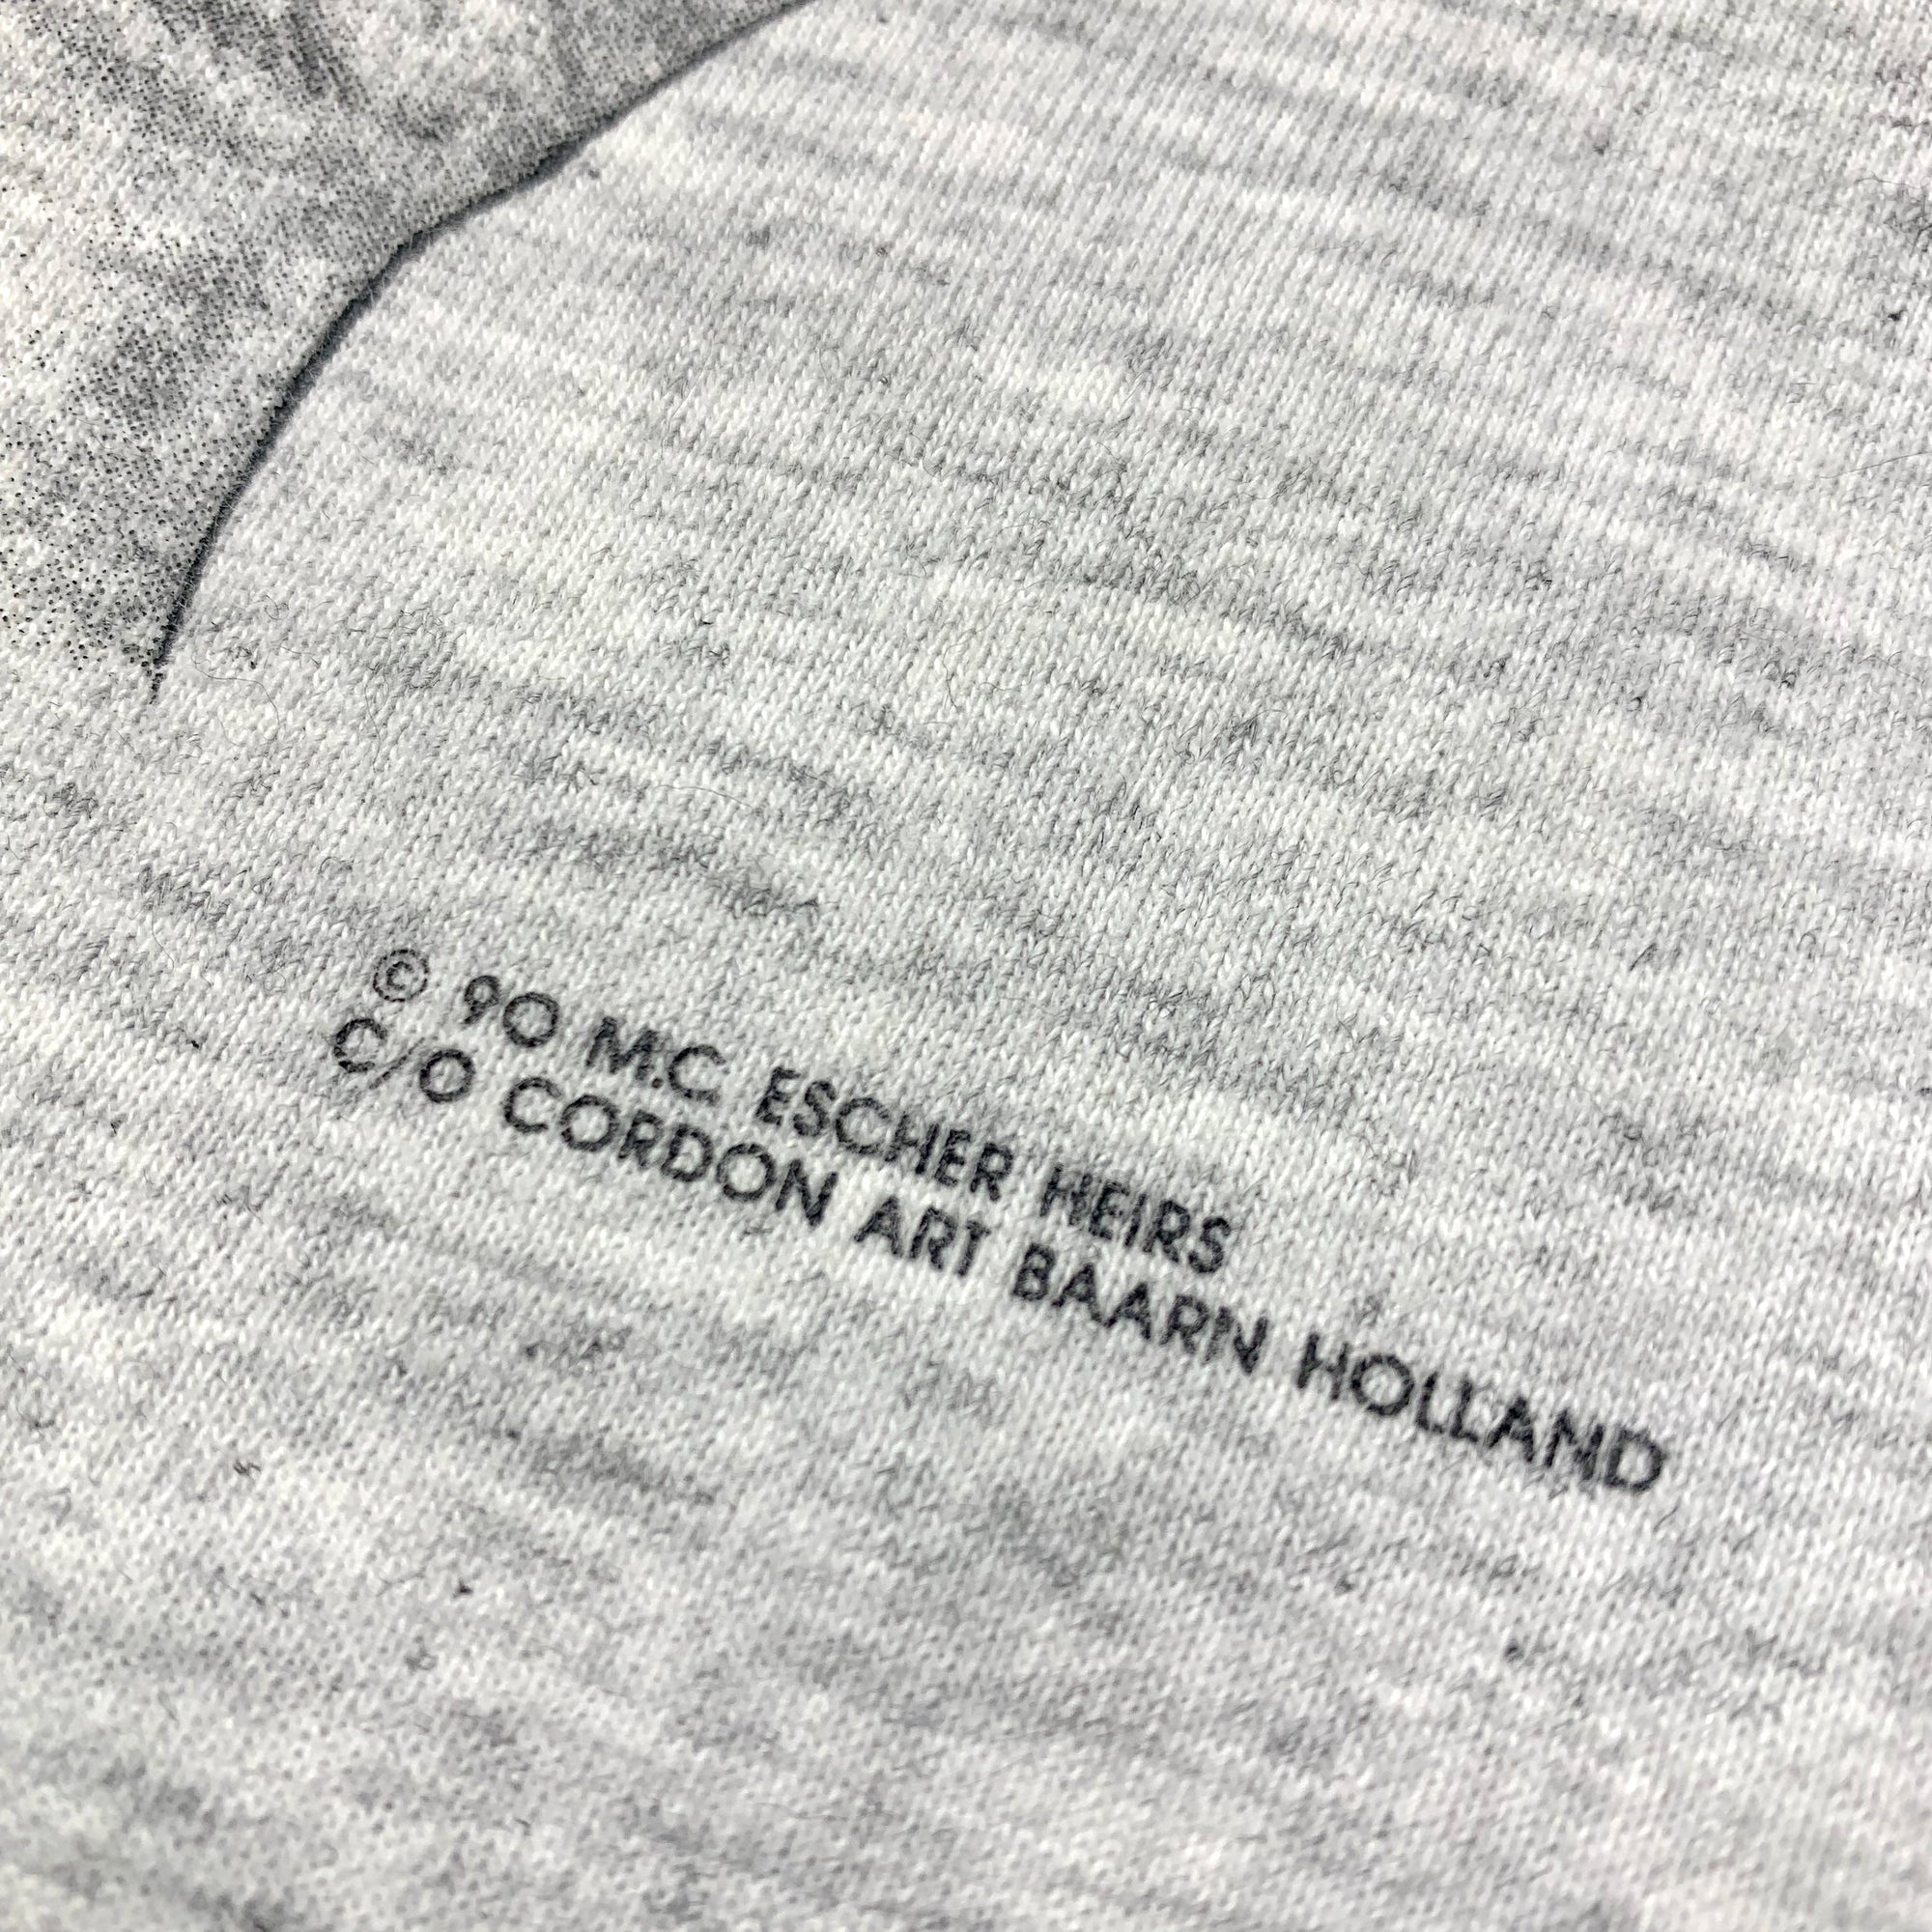 © 90 M.C. ESCHER HEIRS
C/O CORDON ART BAARN HOLLAND